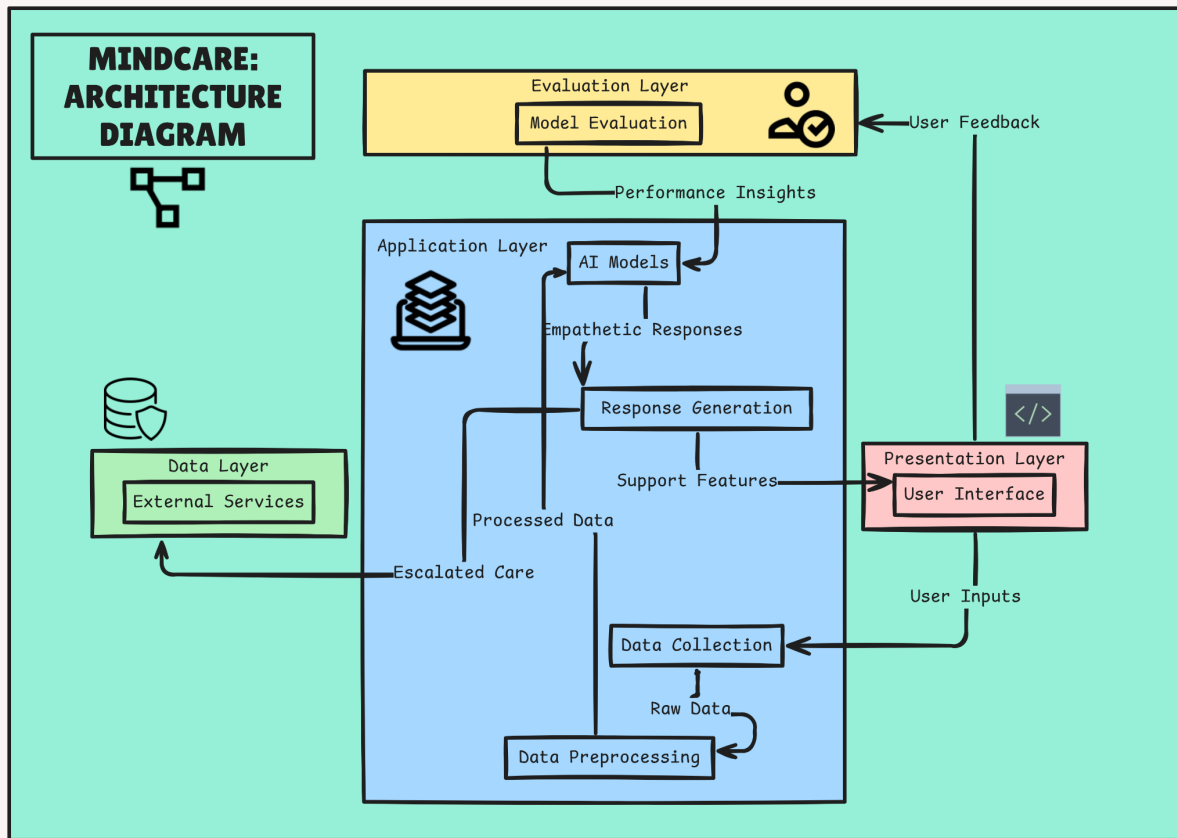 MINDCARE:
ARCHITECTURE
DIAGRAM
Evaluation Layer
Model Evaluation
User Feedback
Performance Insights
Application Layer
AI Models
Empathetic Responses
Response Generation
</>
Data Layer
External Services
Support Features
Presentation Layer
User Interface
Processed Data
Escalated Care
User Inputs
Data Collection
Raw Data
Data Preprocessing